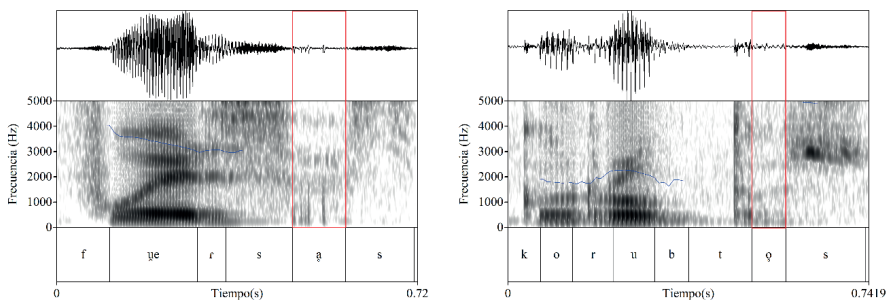 5000
4000
3000
2000
1000
0
Frecuencia (Hz)
f u̯e ɾ s ḁ s
0 Tiempo(s) 0.72
5000
4000
3000
2000
1000
0
Frecuencia (Hz)
k o r u b t o̥ s
0 Tiempo(s) 0.7419